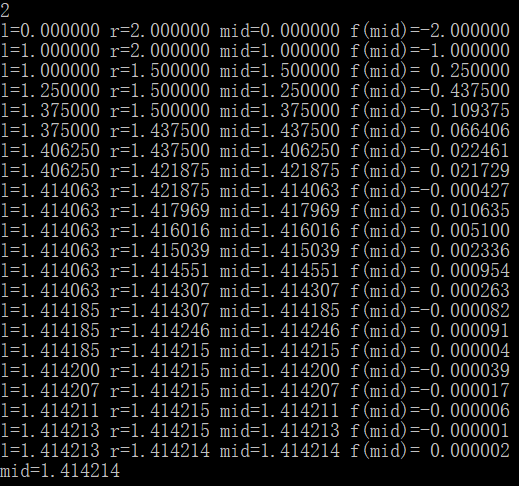 2
l=0.000000 r=2.000000 mid=0.000000 f(mid)=-2.000000
l=1.000000 r=2.000000 mid=1.000000 f(mid)=-1.000000
l=1.000000 r=1.500000 mid=1.500000 f(mid)= 0.250000
l=1.250000 r=1.500000 mid=1.250000 f(mid)=-0.437500
l=1.375000 r=1.500000 mid=1.375000 f(mid)=-0.109375
l=1.375000 r=1.437500 mid=1.437500 f(mid)= 0.066406
l=1.406250 r=1.437500 mid=1.406250 f(mid)=-0.022461
l=1.406250 r=1.421875 mid=1.421875 f(mid)= 0.021729
l=1.414063 r=1.421875 mid=1.414063 f(mid)=-0.000427
l=1.414063 r=1.417969 mid=1.417969 f(mid)= 0.010635
l=1.414063 r=1.416016 mid=1.416016 f(mid)= 0.005100
l=1.414063 r=1.415039 mid=1.415039 f(mid)= 0.002336
l=1.414063 r=1.414551 mid=1.414551 f(mid)= 0.000954
l=1.414063 r=1.414307 mid=1.414307 f(mid)= 0.000263
l=1.414185 r=1.414307 mid=1.414185 f(mid)=-0.000082
l=1.414185 r=1.414246 mid=1.414246 f(mid)= 0.000091
l=1.414185 r=1.414215 mid=1.414215 f(mid)= 0.000004
l=1.414200 r=1.414215 mid=1.414200 f(mid)=-0.000039
l=1.414207 r=1.414215 mid=1.414207 f(mid)=-0.000017
l=1.414211 r=1.414215 mid=1.414211 f(mid)=-0.000006
l=1.414213 r=1.414215 mid=1.414213 f(mid)=-0.000001
l=1.414213 r=1.414214 mid=1.414214 f(mid)= 0.000002
mid=1.414214